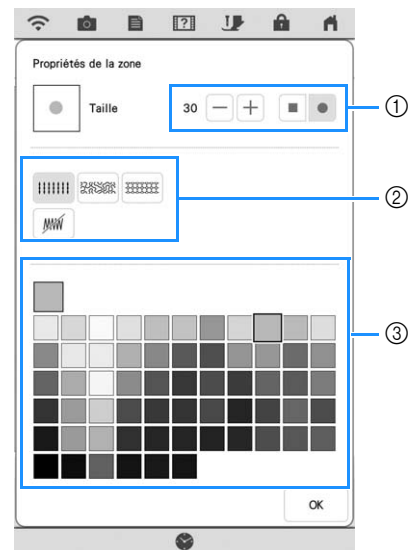 Propriétés de la zone
Taille 30 ①
②
③
OK